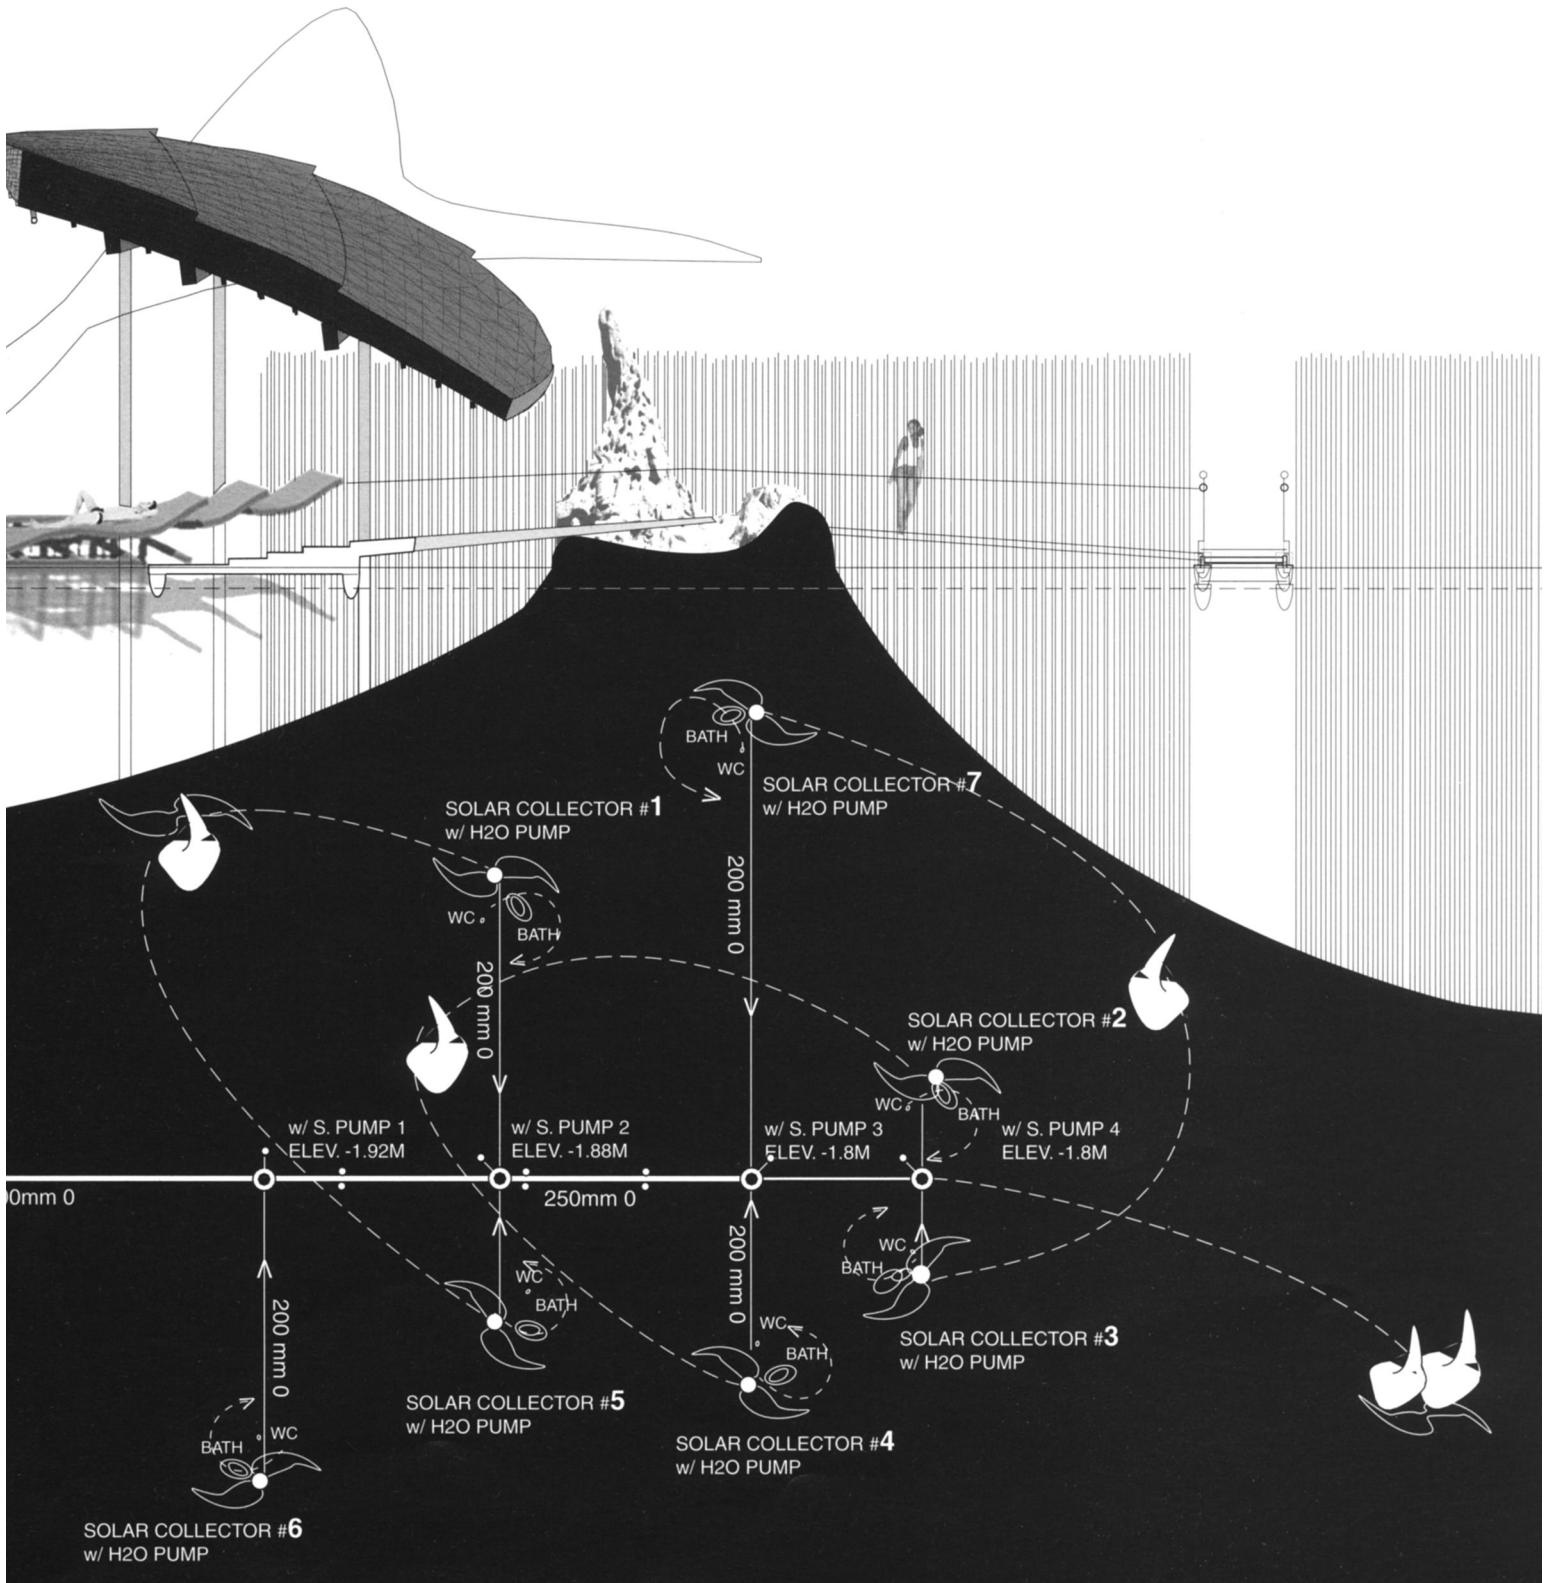 BATH
WC
SOLAR COLLECTOR #7
w/ H2O PUMP
SOLAR COLLECTOR #1
w/ H2O PUMP
200 mm 0
WC
BATH
200 mm 0
SOLAR COLLECTOR #2
w/ H2O PUMP
WC
BATH
w/ S. PUMP 1
ELEV. -1.92M
w/ S. PUMP 2
ELEV. -1.88M
w/ S. PUMP 3
ELEV. -1.8M
w/ S. PUMP 4
ELEV. -1.8M
00mm 0
250mm 0
200 mm 0
WC
BATH
WC
BATH
SOLAR COLLECTOR #3
w/ H2O PUMP
200 mm 0
WC
BATH
SOLAR COLLECTOR #5
w/ H2O PUMP
SOLAR COLLECTOR #4
w/ H2O PUMP
WC
BATH
SOLAR COLLECTOR #6
w/ H2O PUMP